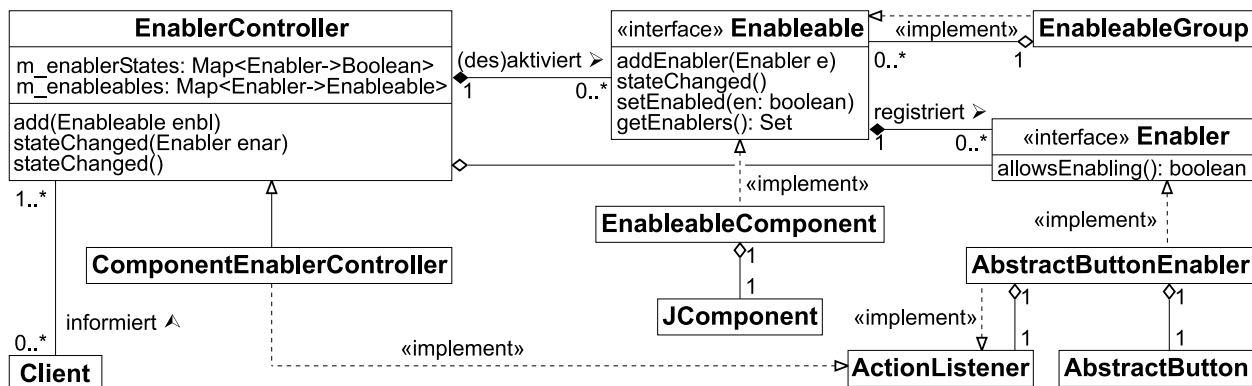 EnablerController
m_enablerStates: Map<Enabler->Boolean>
m_enableables: Map<Enabler->Enableable>
add(Enableable enbl)
stateChanged(Enabler enar)
stateChanged()
(des)aktiviert
1
0..*
«interface» Enableable
addEnabler(Enabler e)
stateChanged()
setEnabled(en: boolean)
getEnablers(): Set
«implement»
0..*
1
EnableableGroup
registriert
1
0..*
«interface» Enabler
allowsEnabling(): boolean
1..*
«implement»
«implement»
EnableableComponent
ComponentEnablerController
AbstractButtonEnabler
1
1
JComponent
informiert
0..*
Client
«implement»
«implement»
1
1
1
1
ActionListener
AbstractButton